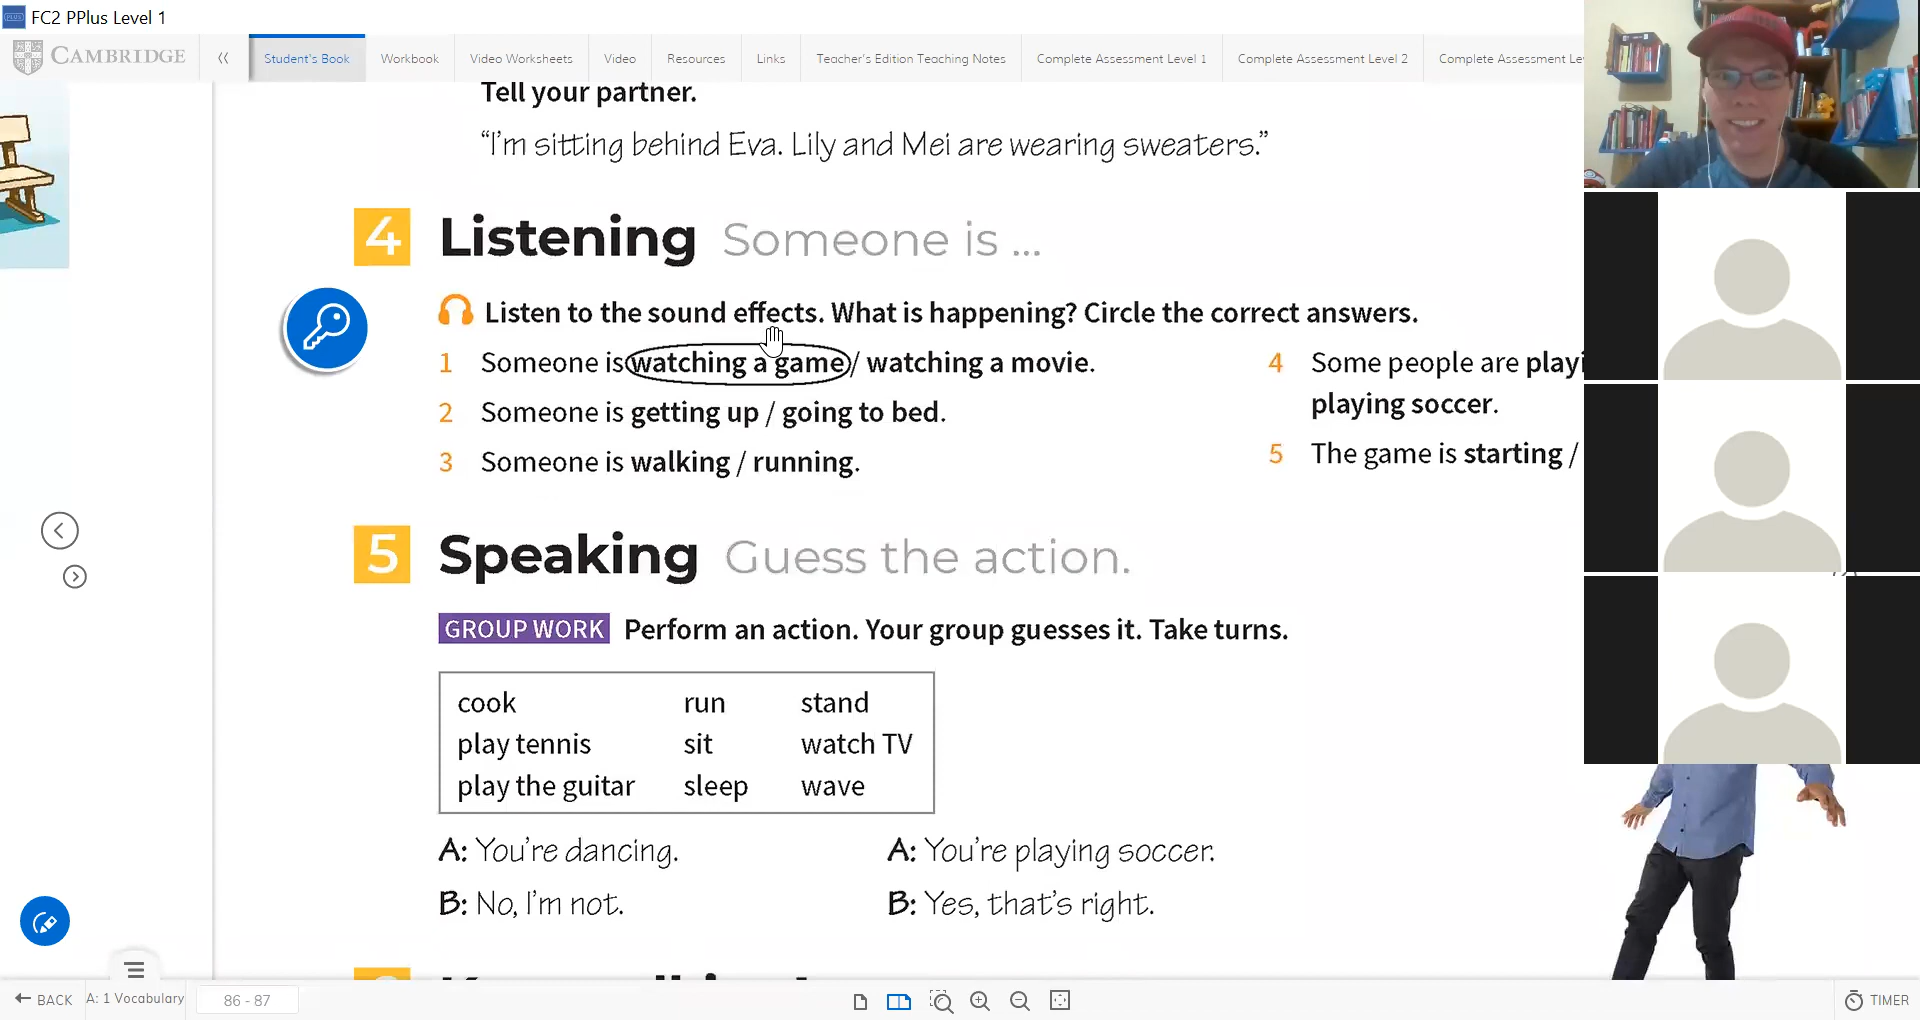 FC2 PPlus Level 1
CAMBRIDGE
Student's Book
Workbook
Video Worksheets
Video
Resources
Links
Teacher's Edition Teaching Notes
Complete Assessment Level 1
Complete Assessment Level 2
Complete Assessment Le
Tell your partner.
“I'm sitting behind Eva. Lily and Mei are wearing sweaters.”
4 Listening Someone is ...
Listen to the sound effects. What is happening? Circle the correct answers.
1 Someone is watching a game / watching a movie.
2 Someone is getting up / going to bed.
3 Someone is walking / running.
4 Some people are playi
playing soccer.
5 The game is starting /
5 Speaking Guess the action.
GROUP WORK Perform an action. Your group guesses it. Take turns.
cook run stand
play tennis sit watch TV
play the guitar sleep wave
A: You're dancing.
B: No, I'm not.
A: You're playing soccer.
B: Yes, that's right.
BACK
A: 1 Vocabulary
86 - 87
TIMER